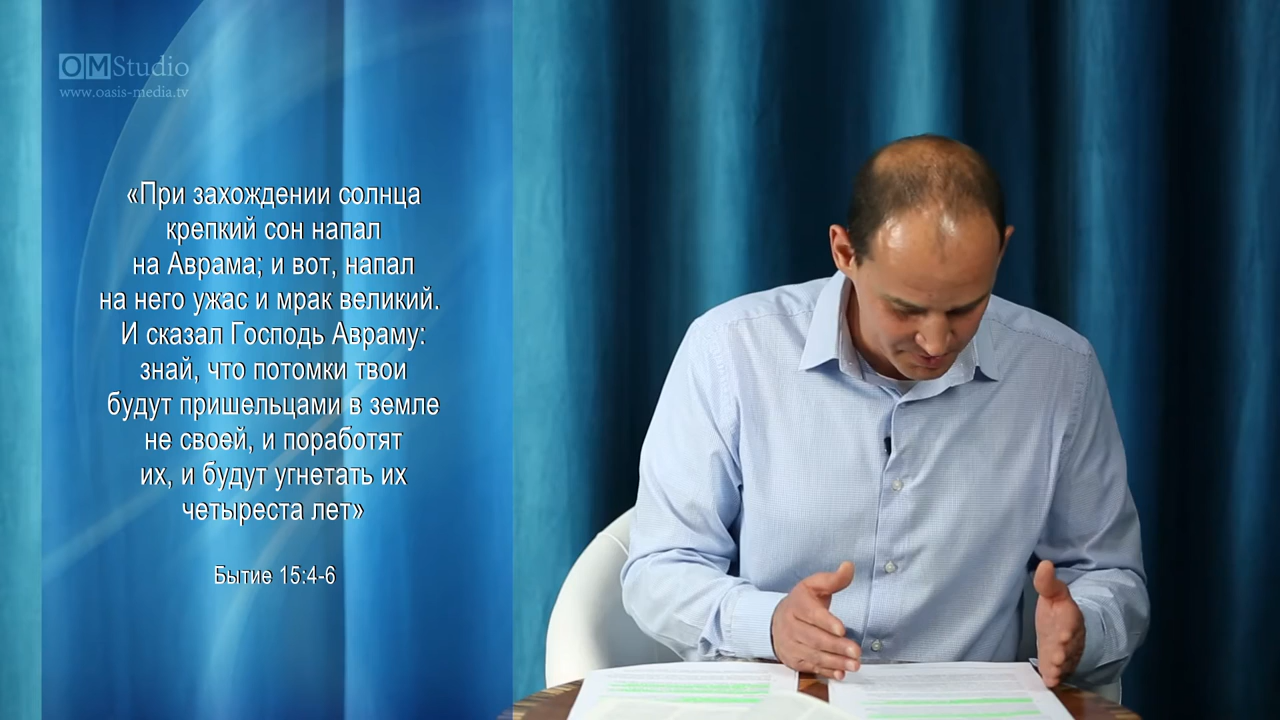 OM Studio
www.oasis-media.tv
«При захождении солнца
крепкий сон напал
на Аврама; и вот, напал
на него ужас и мрак великий.
И сказал Господь Авраму:
знай, что потомки твои
будут пришельцами в земле
не своей, и поработят
их, и будут угнетать их
четыреста лет»
Бытие 15:4-6